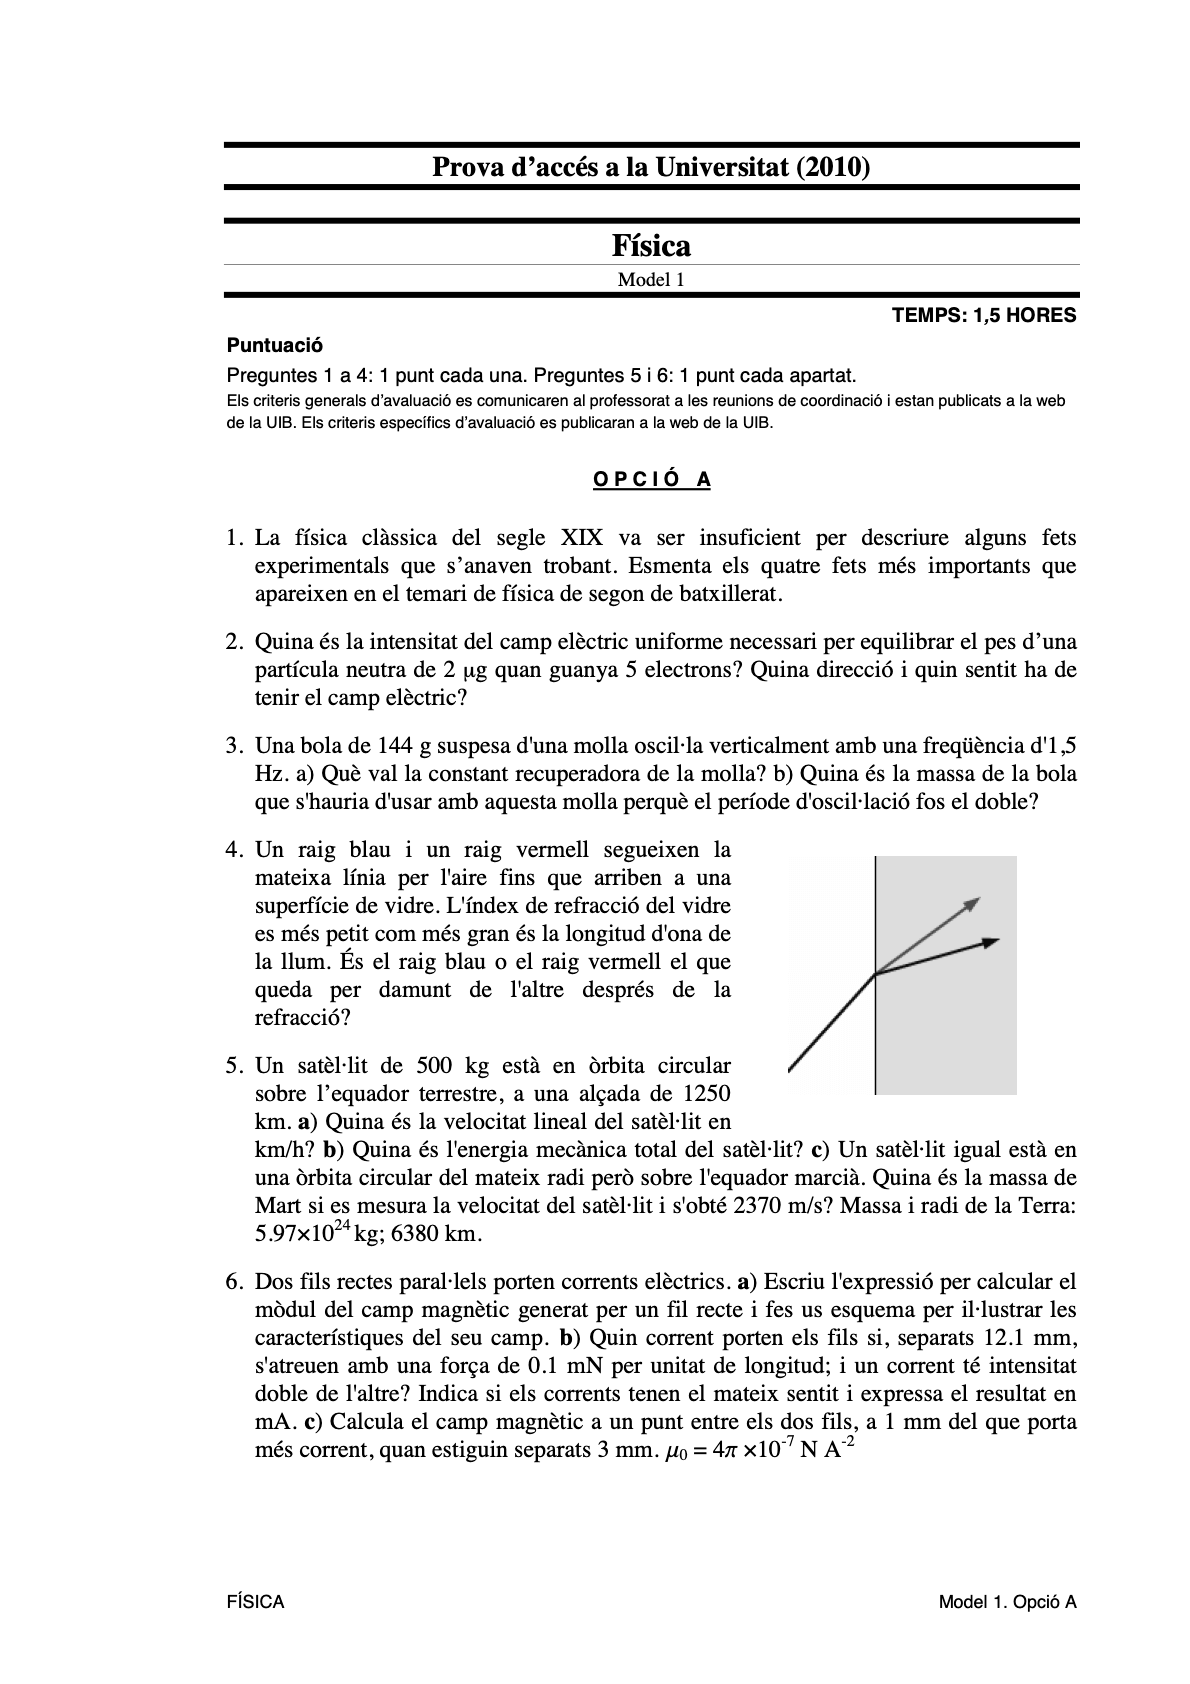 Prova d’accés a la Universitat (2010)
Física
Model 1
TEMPS: 1,5 HORES
Puntuació
Preguntes 1 a 4: 1 punt cada una. Preguntes 5 i 6: 1 punt cada apartat.
Els criteris generals d’avaluació es comunicaren al professorat a les reunions de coordinació i estan publicats a la web
de la UIB. Els criteris específics d’avaluació es publicaran a la web de la UIB.
OPCIÓ A
1. La física clàssica del segle XIX va ser insuficient per descriure alguns fets
experimentals que s’anaven trobant. Esmenta els quatre fets més importants que
apareixen en el temari de física de segon de batxillerat.
2. Quina és la intensitat del camp elèctric uniforme necessari per equilibrar el pes d’una
partícula neutra de 2 μg quan guanya 5 electrons? Quina direcció i quin sentit ha de
tenir el camp elèctric?
3. Una bola de 144 g suspesa d'una molla oscil·la verticalment amb una freqüència d'1,5
Hz. a) Què val la constant recuperadora de la molla? b) Quina és la massa de la bola
que s'hauria d'usar amb aquesta molla perquè el període d'oscil·lació fos el doble?
4. Un raig blau i un raig vermell segueixen la
mateixa línia per l'aire fins que arriben a una
superfície de vidre. L'índex de refracció del vidre
es més petit com més gran és la longitud d'ona de
la llum. És el raig blau o el raig vermell el que
queda per damunt de l'altre després de la
refracció?
5. Un satèl·lit de 500 kg està en òrbita circular
sobre l’equador terrestre, a una alçada de 1250
km. a) Quina és la velocitat lineal del satèl·lit en
km/h? b) Quina és l'energia mecànica total del satèl·lit? c) Un satèl·lit igual està en
una òrbita circular del mateix radi però sobre l'equador marcià. Quina és la massa de
Mart si es mesura la velocitat del satèl·lit i s'obté 2370 m/s? Massa i radi de la Terra:
5.97×10^24 kg; 6380 km.
6. Dos fils rectes paral·lels porten corrents elèctrics. a) Escriu l'expressió per calcular el
mòdul del camp magnètic generat per un fil recte i fes us esquema per il·lustrar les
característiques del seu camp. b) Quin corrent porten els fils si, separats 12.1 mm,
s'atreuen amb una força de 0.1 mN per unitat de longitud; i un corrent té intensitat
doble de l'altre? Indica si els corrents tenen el mateix sentit i expressa el resultat en
mA. c) Calcula el camp magnètic a un punt entre els dos fils, a 1 mm del que porta
més corrent, quan estiguin separats 3 mm. μ₀ = 4π ×10⁻⁷ N A⁻²
FÍSICA
Model 1. Opció A